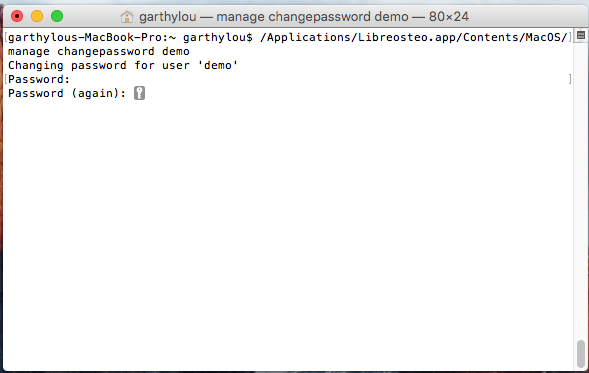 garthylou — manage changepassword demo — 80×24
[garthylous-MacBook-Pro:~ garthylou$ /Applications/Libreosteo.app/Contents/MacOS/]
manage changepassword demo
Changing password for user 'demo'
[Password: ]
Password (again):